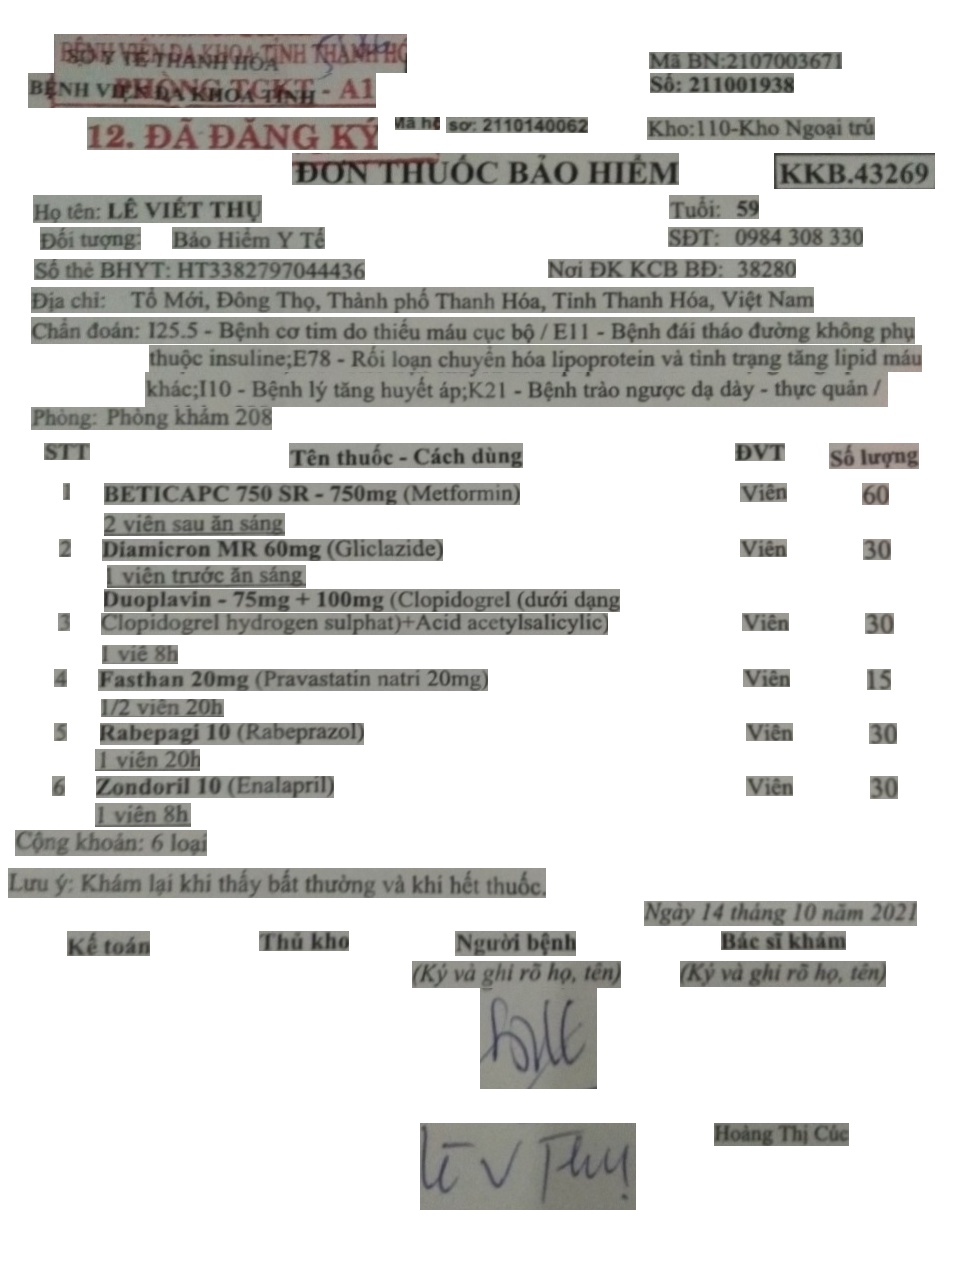 BỆNH VIỆN ĐA KHOA TỈNH THANH HÓ
SỞ Y TẾ THANH HÓA
Mã BN:2107003671
PHÒNG TCKT - A1
BỆNH VIỆN ĐA KHOA TỈNH
Số: 211001938
12. ĐÃ ĐĂNG KÝ
Mã hồ sơ: 2110140062
Kho:110-Kho Ngoại trú
ĐƠN THUỐC BẢO HIỂM
KKB.43269
Họ tên: LÊ VIẾT THỤ
Tuổi: 59
Đối tượng: Bảo Hiểm Y Tế
SĐT: 0984 308 330
Số thẻ BHYT: HT3382797044436
Nơi ĐK KCB BĐ: 38280
Địa chỉ: Tổ Mới, Đông Thọ, Thành phố Thanh Hóa, Tỉnh Thanh Hóa, Việt Nam
Chẩn đoán: I25.5 - Bệnh cơ tim do thiếu máu cục bộ / E11 - Bệnh đái tháo đường không phụ
thuộc insuline;E78 - Rối loạn chuyển hóa lipoprotein và tình trạng tăng lipid máu
khác;I10 - Bệnh lý tăng huyết áp;K21 - Bệnh trào ngược dạ dày - thực quản /
Phòng: Phòng khám 208
STT Tên thuốc - Cách dùng ĐVT Số lượng
1 BETICAPC 750 SR - 750mg (Metformin) Viên 60
2 viên sau ăn sáng
2 Diamicron MR 60mg (Gliclazide) Viên 30
1 viên trước ăn sáng
Duoplavin - 75mg + 100mg (Clopidogrel (dưới dạng
3 Clopidogrel hydrogen sulphat)+Acid acetylsalicylic) Viên 30
1 viê 8h
4 Fasthan 20mg (Pravastatin natri 20mg) Viên 15
1/2 viên 20h
5 Rabepagi 10 (Rabeprazol) Viên 30
1 viên 20h
6 Zondoril 10 (Enalapril) Viên 30
1 viên 8h
Cộng khoản: 6 loại
Lưu ý: Khám lại khi thấy bất thường và khi hết thuốc.
Ngày 14 tháng 10 năm 2021
Kế toán Thủ kho Người bệnh Bác sĩ khám
(Ký và ghi rõ họ, tên) (Ký và ghi rõ họ, tên)
Hoàng Thị Cúc
Lê V Thụ